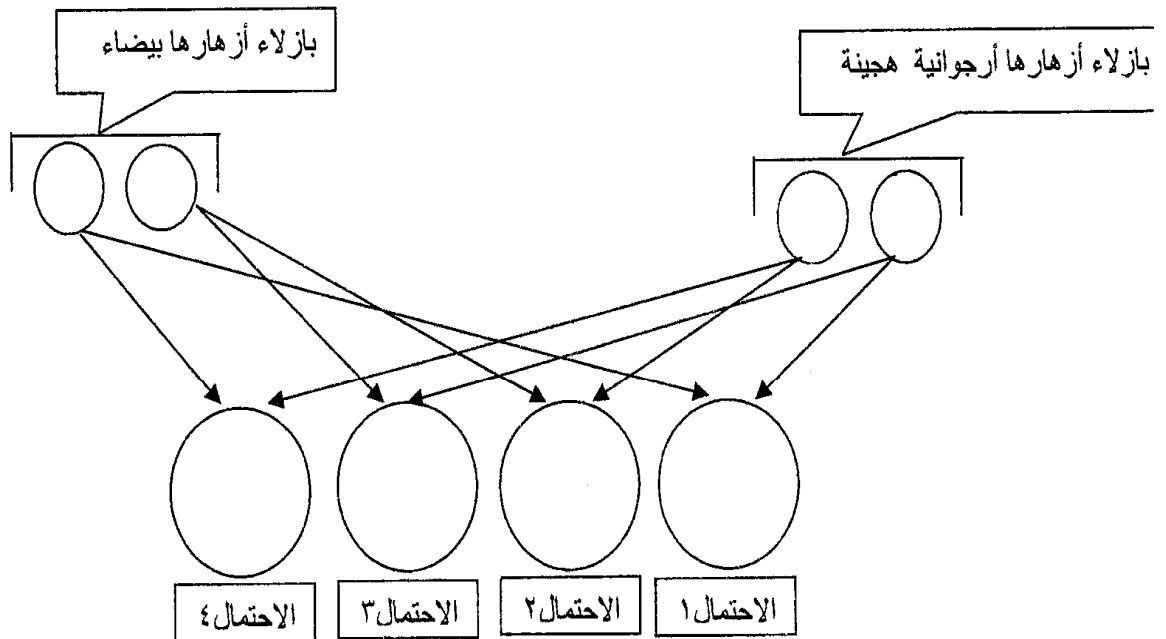 بازلاء أزهارها أرجوانية هجينة
بازلاء أزهارها بيضاء
الاحتمال١
الاحتمال٢
الاحتمال٣
الاحتمال٤